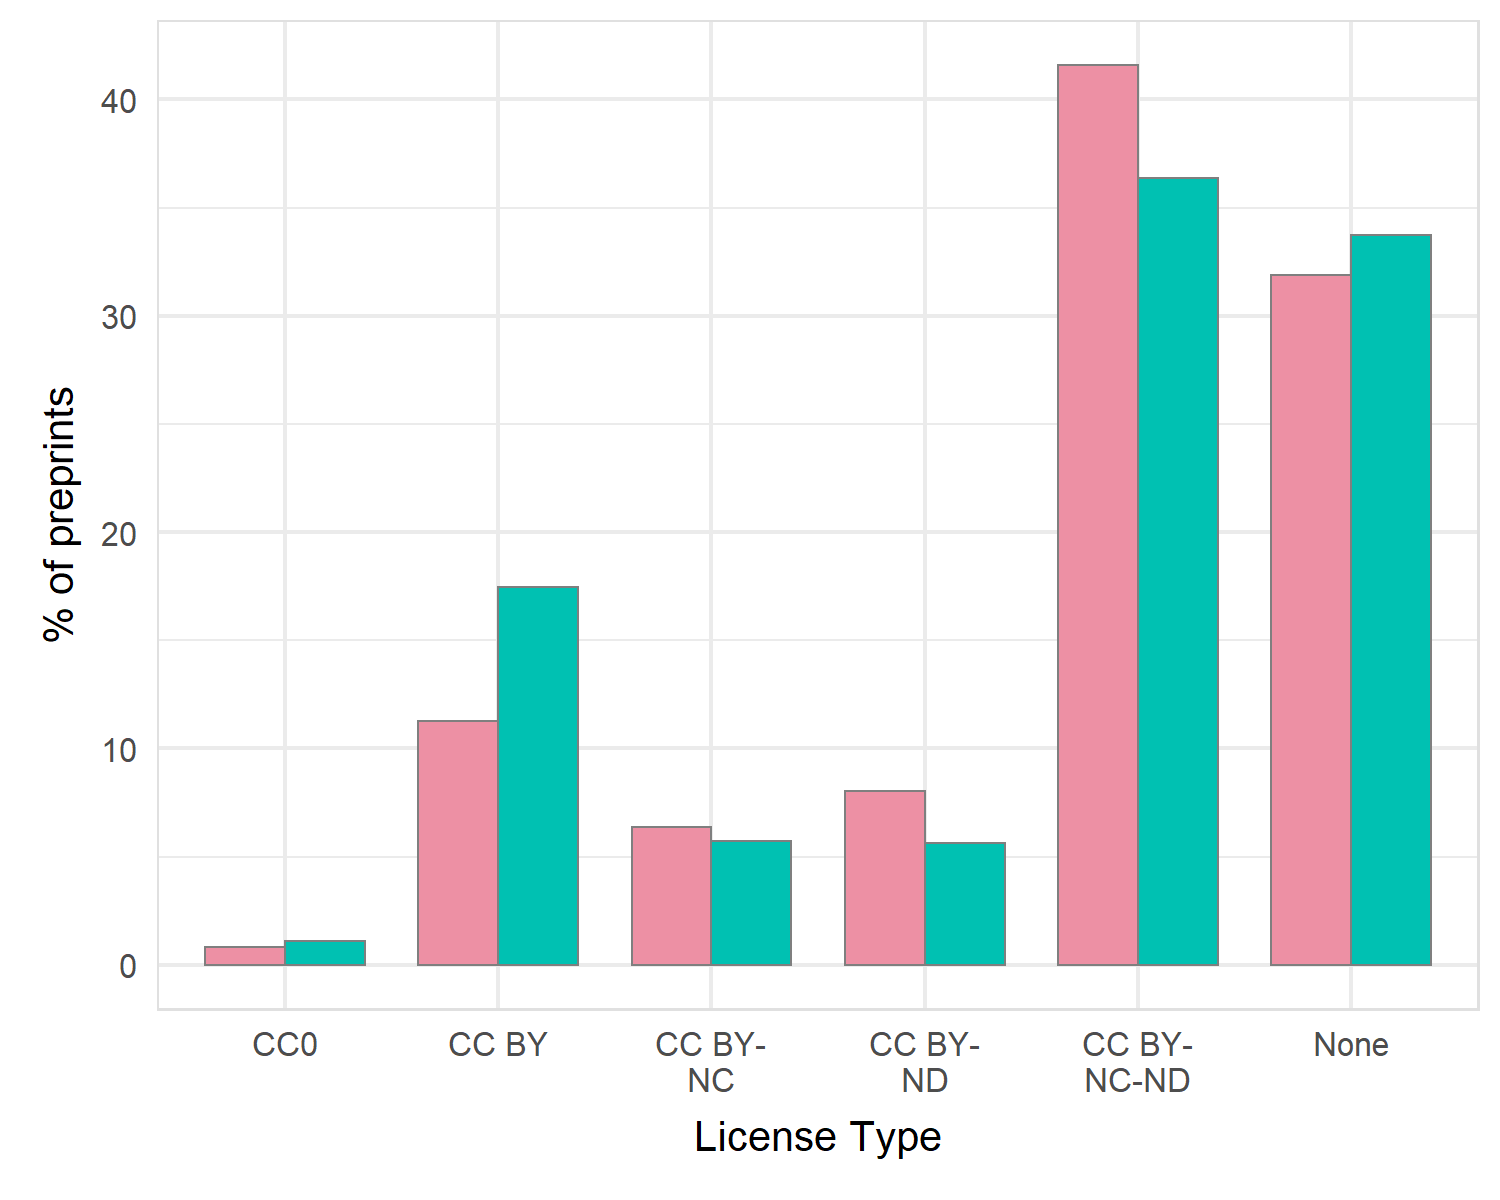 % of preprints
40
30
20
10
0
CC0
CC BY
CC BY-
NC
CC BY-
ND
CC BY-
NC-ND
None
License Type